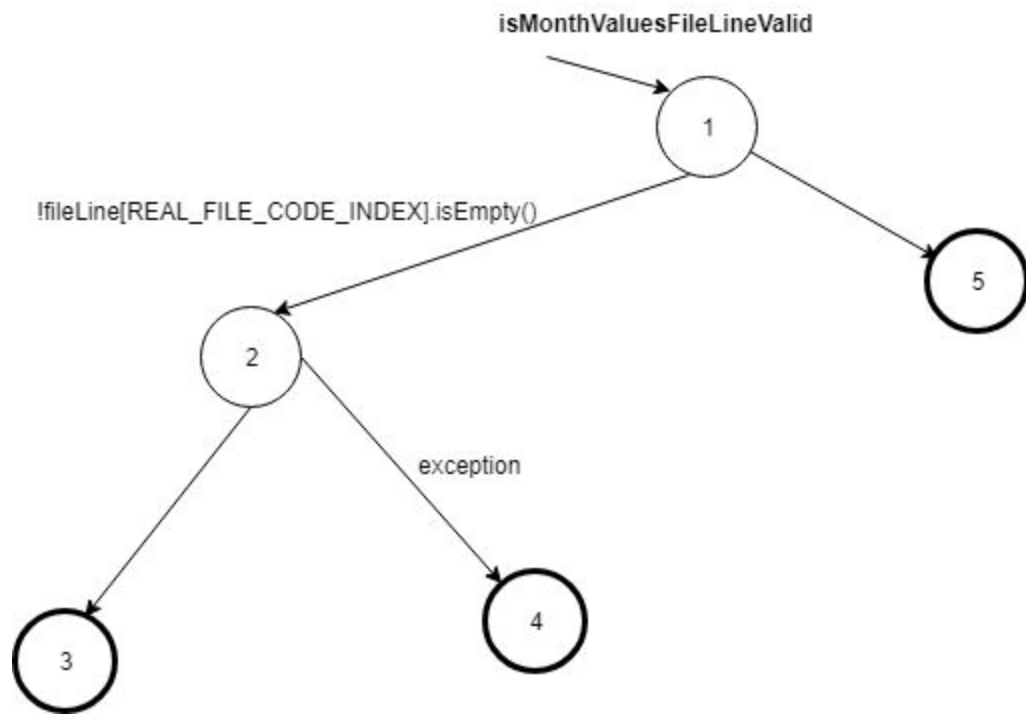 isMonthValuesFileLineValid
1
!fileLine[REAL_FILE_CODE_INDEX].isEmpty()
5
2
exception
4
3